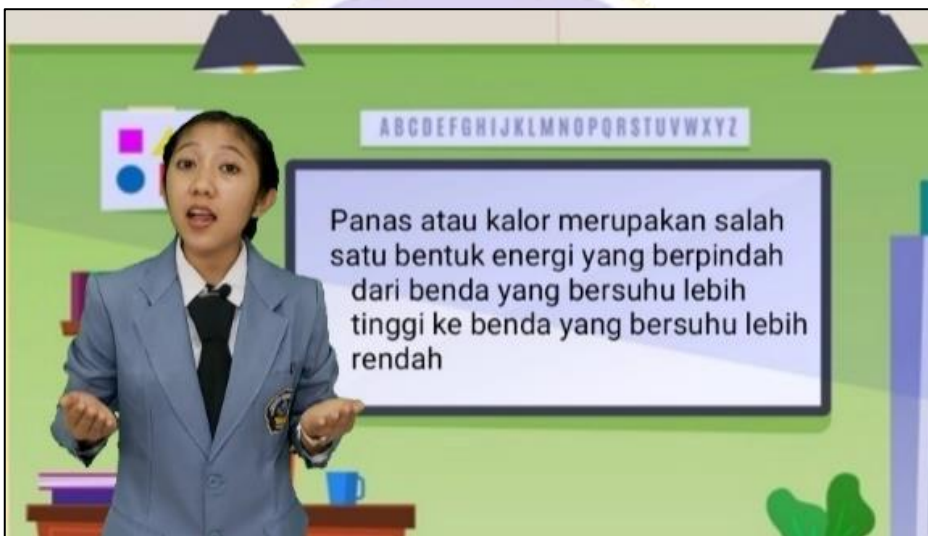 ABCDEFGHIJKLMNOPQRSTUVWXYZ
Panas atau kalor merupakan salah
satu bentuk energi yang berpindah
dari benda yang bersuhu lebih
tinggi ke benda yang bersuhu lebih
rendah